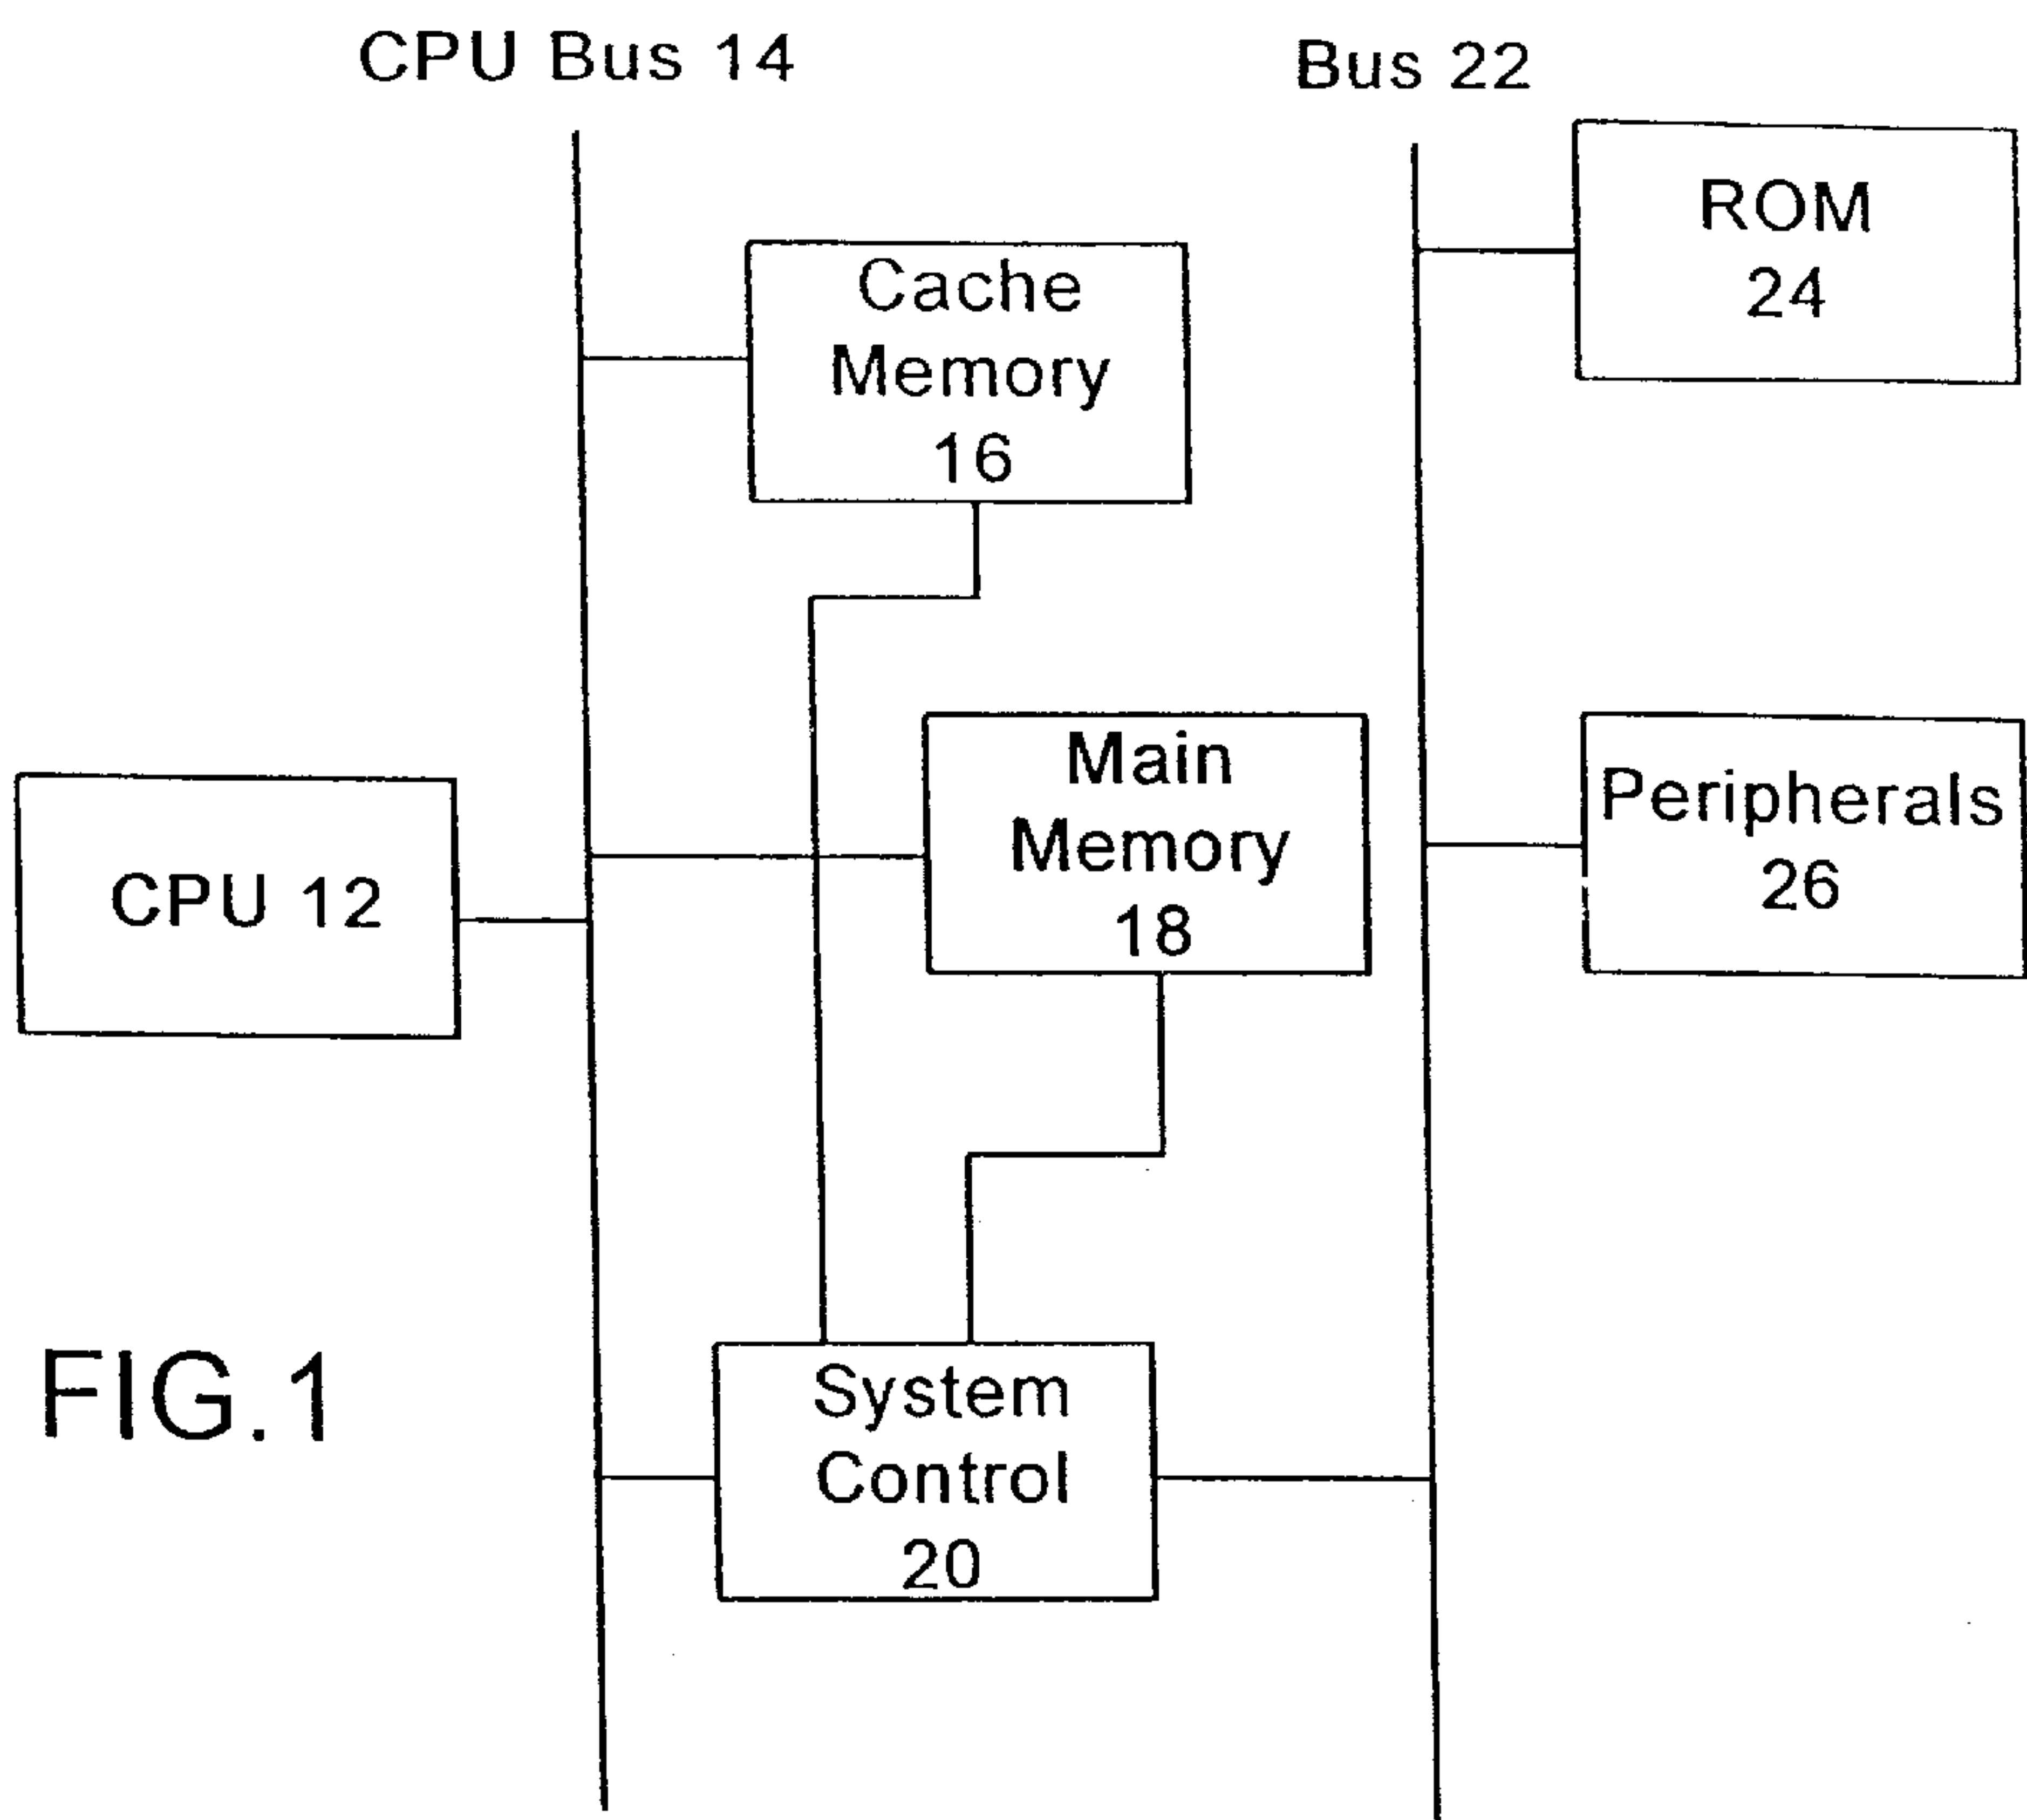 CPU Bus 14
Bus 22
ROM
24
Cache
Memory
16
Main
Memory
18
Peripherals
26
CPU 12
FIG.1
System
Control
20